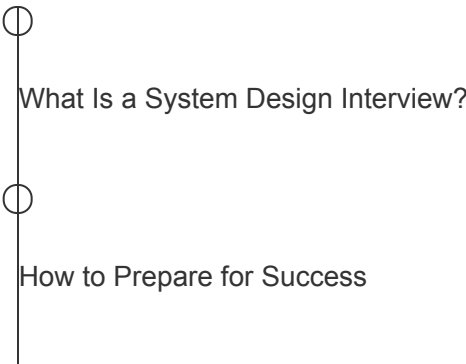 What Is a System Design Interview?
How to Prepare for Success